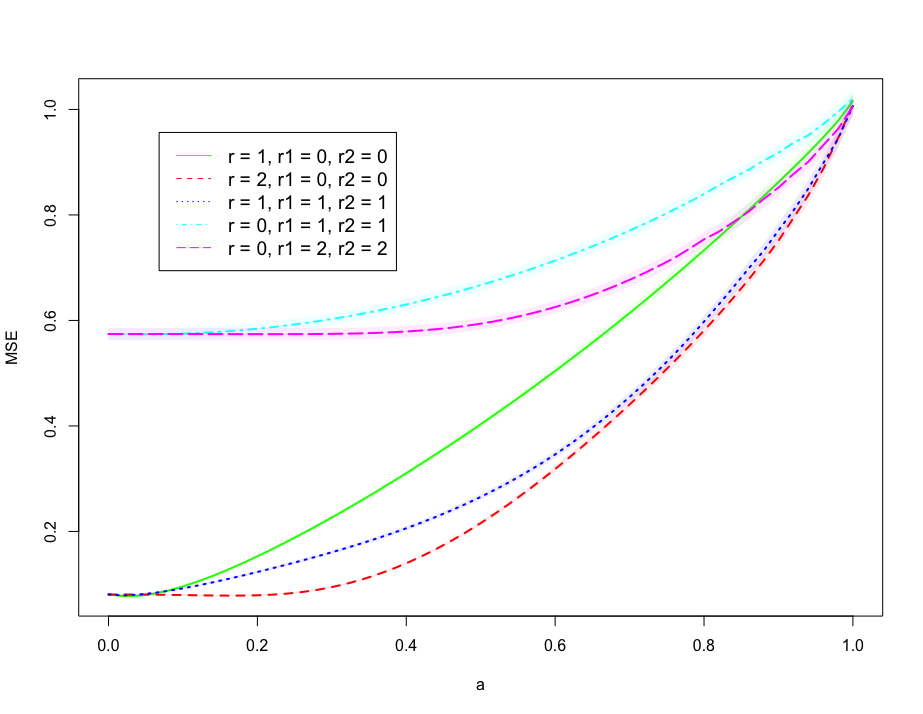 r = 1, r1 = 0, r2 = 0
r = 2, r1 = 0, r2 = 0
r = 1, r1 = 1, r2 = 1
r = 0, r1 = 1, r2 = 1
r = 0, r1 = 2, r2 = 2
MSE
1.0
0.8
0.6
0.4
0.2
0.0 0.2 0.4 0.6 0.8 1.0
a